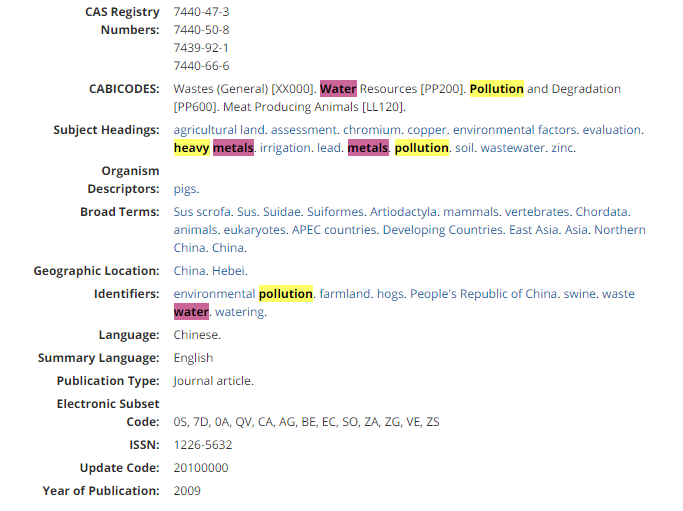 CAS Registry 7440-47-3
Numbers: 7440-50-8
7439-92-1
7440-66-6
CABICODES: Wastes (General) [XX000]. Water Resources [PP200]. Pollution and Degradation
[PP600]. Meat Producing Animals [LL120].
Subject Headings: agricultural land. assessment. chromium. copper. environmental factors. evaluation.
heavy metals. irrigation. lead. metals. pollution. soil. wastewater. zinc.
Organism
Descriptors: pigs.
Broad Terms: Sus scrofa. Sus. Suidae. Suiformes. Artiodactyla. mammals. vertebrates. Chordata.
animals. eukaryotes. APEC countries. Developing Countries. East Asia. Asia. Northern
China. China.
Geographic Location: China. Hebei.
Identifiers: environmental pollution. farmland. hogs. People's Republic of China. swine. waste
water. watering.
Language: Chinese.
Summary Language: English
Publication Type: Journal article.
Electronic Subset
Code: 0S, 7D, 0A, QV, CA, AG, BE, EC, SO, ZA, ZG, VE, ZS
ISSN: 1226-5632
Update Code: 20100000
Year of Publication: 2009